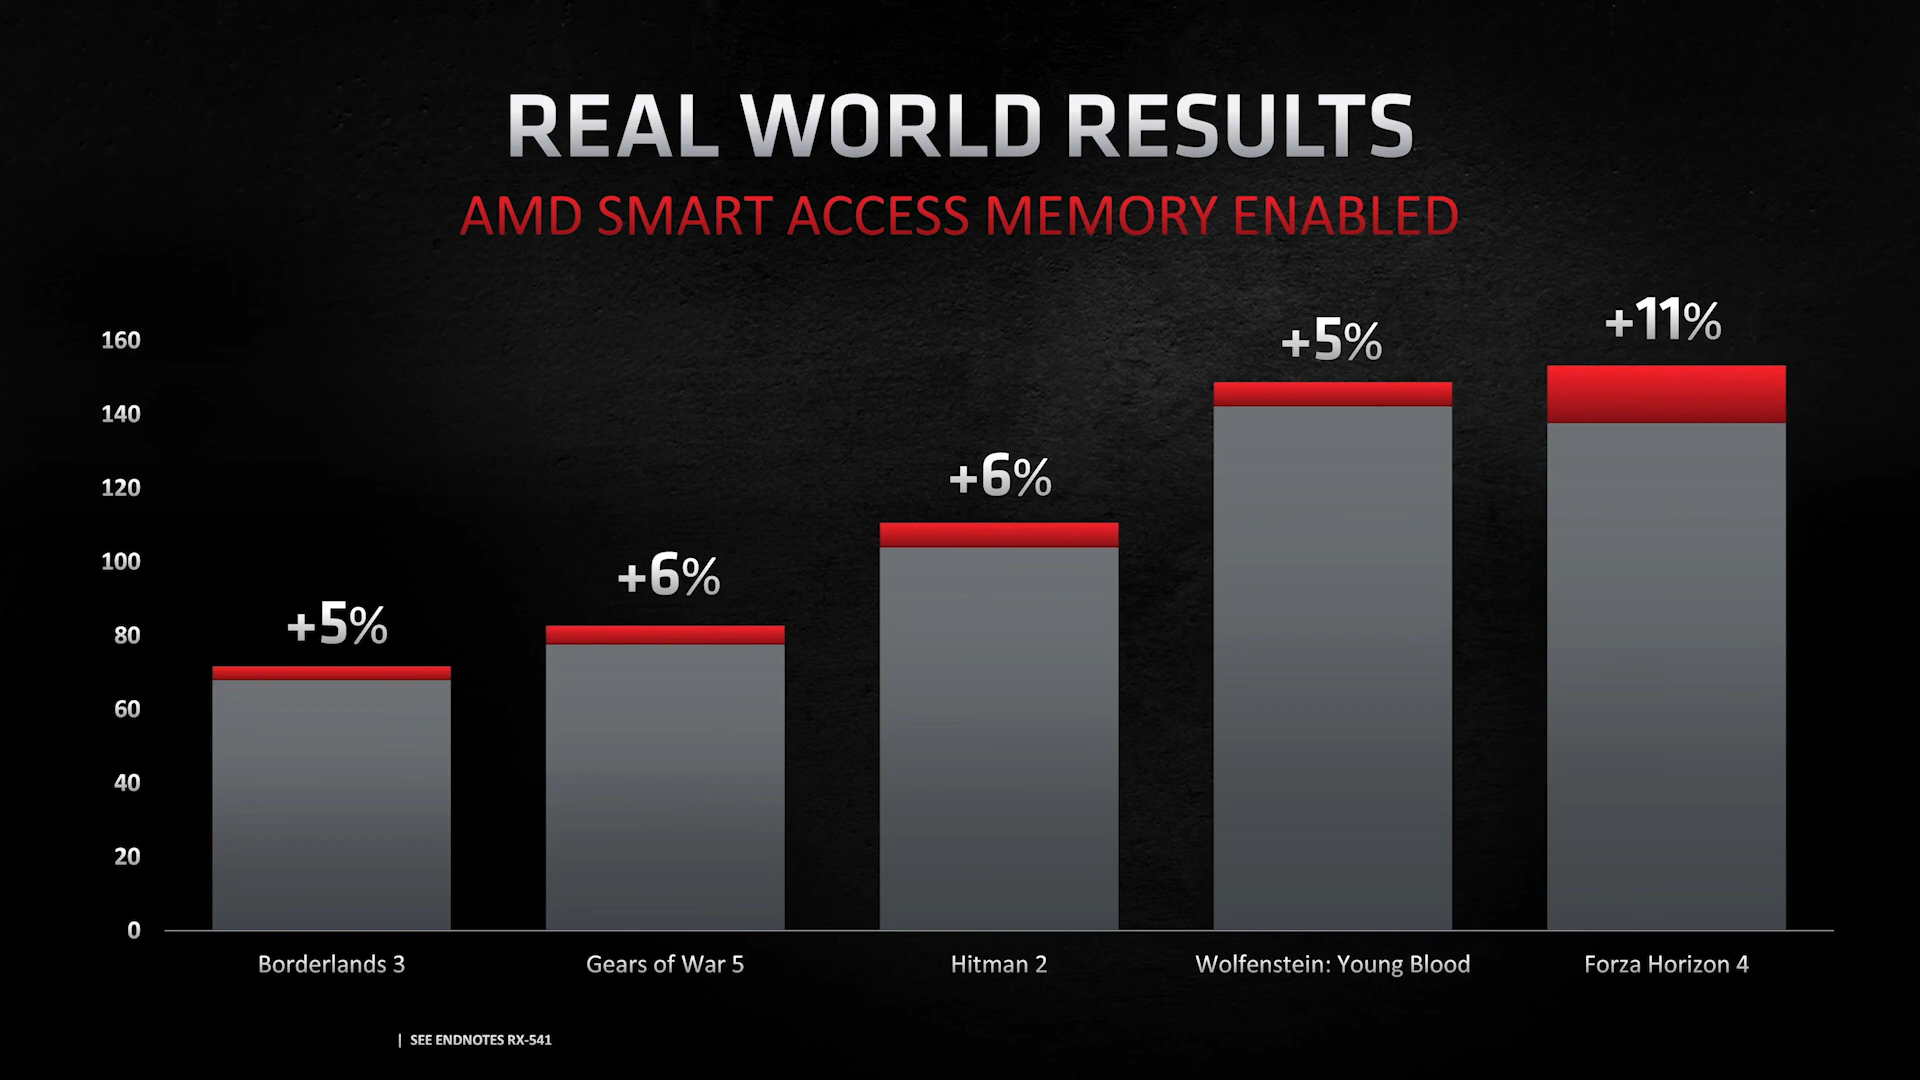 REAL WORLD RESULTS
AMD SMART ACCESS MEMORY ENABLED
160
140
120
100
80
60
40
20
0
+5%
+6%
+6%
+5%
+11%
Borderlands 3
Gears of War 5
Hitman 2
Wolfenstein: Young Blood
Forza Horizon 4
| SEE ENDNOTES RX-541